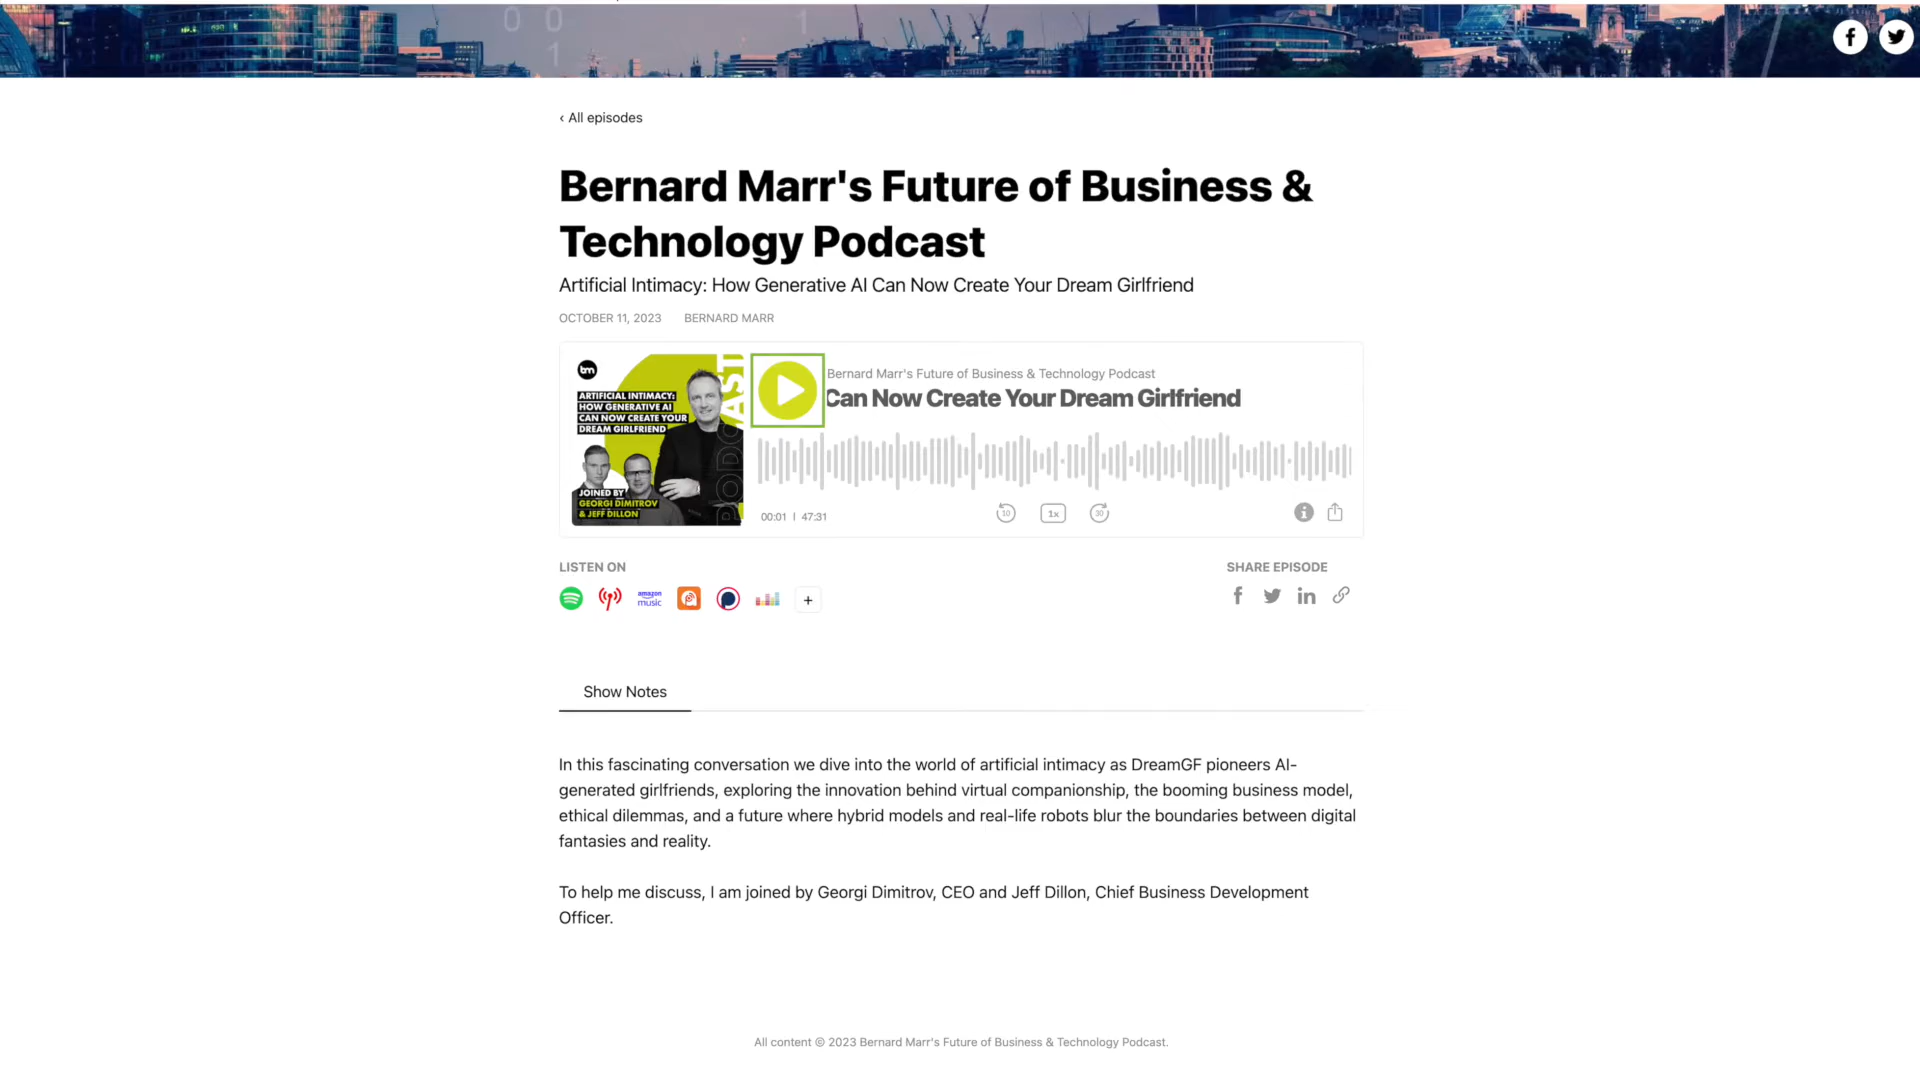 ‹ All episodes
Bernard Marr's Future of Business &
Technology Podcast
Artificial Intimacy: How Generative AI Can Now Create Your Dream Girlfriend
OCTOBER 11, 2023 BERNARD MARR
bm
ARTIFICIAL INTIMACY:
HOW GENERATIVE AI
CAN NOW CREATE YOUR
DREAM GIRLFRIEND
JOINED BY
GEORGI DIMITROV
& JEFF DILLON
Bernard Marr's Future of Business & Technology Podcast
Can Now Create Your Dream Girlfriend
00:01 | 47:31
10
1x
30
LISTEN ON
SHARE EPISODE
amazon
music
+
Show Notes
In this fascinating conversation we dive into the world of artificial intimacy as DreamGF pioneers AI-
generated girlfriends, exploring the innovation behind virtual companionship, the booming business model,
ethical dilemmas, and a future where hybrid models and real-life robots blur the boundaries between digital
fantasies and reality.
To help me discuss, I am joined by Georgi Dimitrov, CEO and Jeff Dillon, Chief Business Development
Officer.
All content © 2023 Bernard Marr's Future of Business & Technology Podcast.